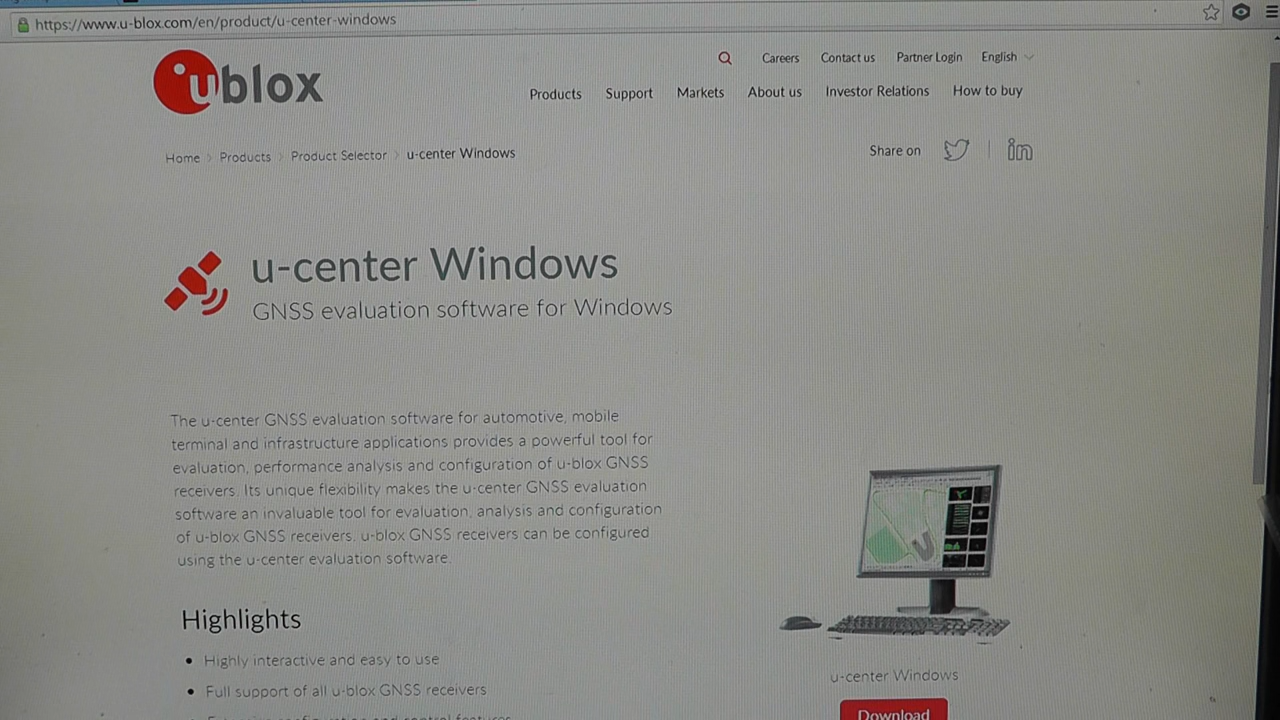 https://www.u-blox.com/en/product/u-center-windows
ublox
Careers Contact us Partner Login English
Products Support Markets About us Investor Relations How to buy
Home > Products > Product Selector > u-center Windows
Share on
in
u-center Windows
GNSS evaluation software for Windows
The u-center GNSS evaluation software for automotive, mobile
terminal and infrastructure applications provides a powerful tool for
evaluation, performance analysis and configuration of u-blox GNSS
receivers. Its unique flexibility makes the u-center GNSS evaluation
software an invaluable tool for evaluation, analysis and configuration
of u-blox GNSS receivers. u-blox GNSS receivers can be configured
using the u-center evaluation software.
Highlights
• Highly interactive and easy to use
• Full support of all u-blox GNSS receivers
u-center Windows
Download